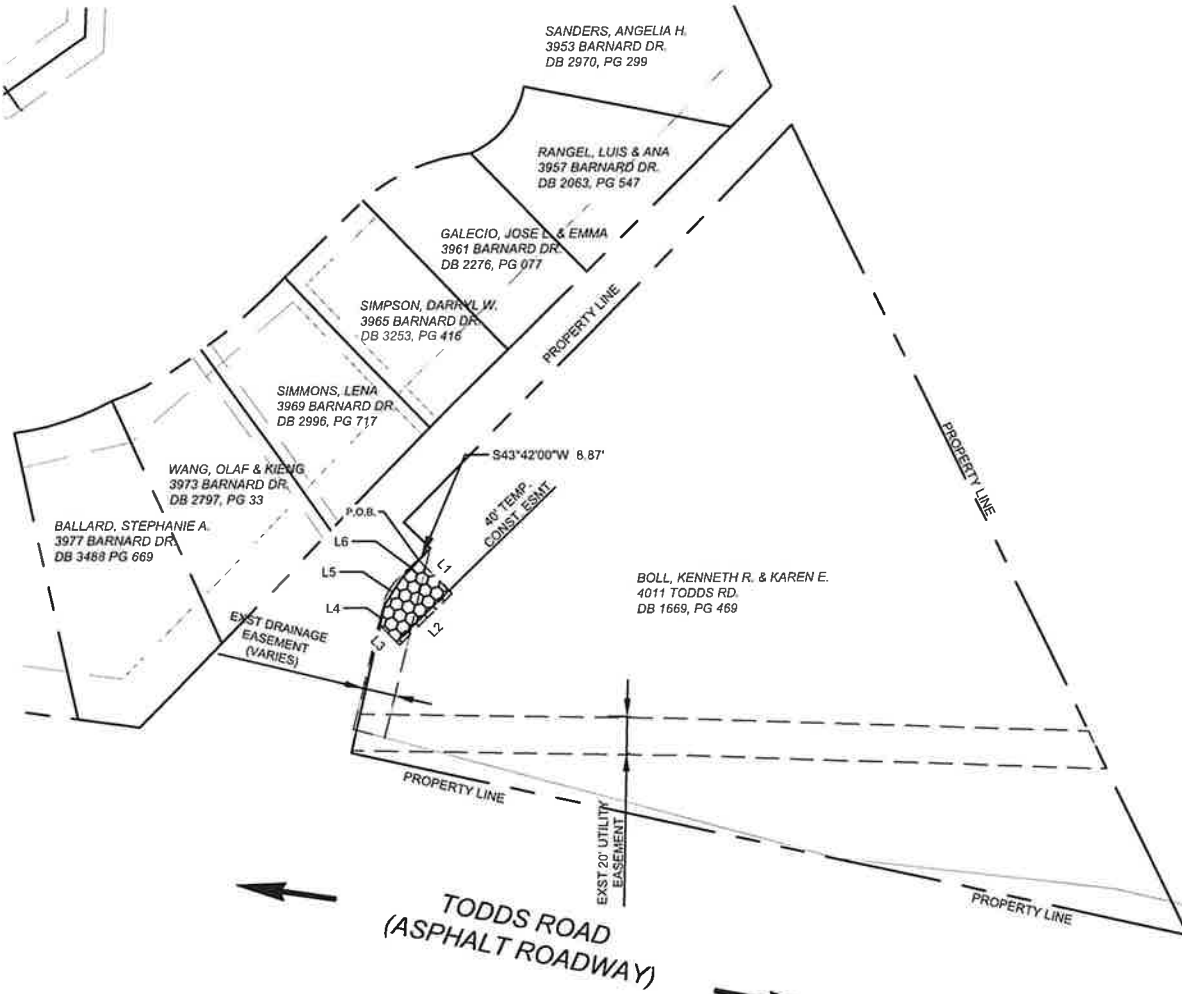 SANDERS, ANGELIA H.
3953 BARNARD DR.
DB 2970, PG 299
RANGEL, LUIS & ANA
3957 BARNARD DR.
DB 2063, PG 547
GALECIO, JOSE L. & EMMA
3961 BARNARD DR.
DB 2276, PG 077
SIMPSON, DARRYL W.
3965 BARNARD DR.
DB 3253, PG 416
SIMMONS, LENA
3969 BARNARD DR.
DB 2996, PG 717
WANG, OLAF & KIENG
3973 BARNARD DR.
DB 2797, PG 33
BALLARD, STEPHANIE A.
3977 BARNARD DR.
DB 3488 PG 669
PROPERTY LINE
PROPERTY LINE
S43°42'00"W 6.87'
40' TEMP.
CONST. ESMT
P.O.B.
L6
L1
L5
L4
L2
L3
BOLL, KENNETH R. & KAREN E.
4011 TODDS RD.
DB 1669, PG 469
EXST DRAINAGE
EASEMENT
(VARIES)
PROPERTY LINE
EXST 20' UTILITY
EASEMENT
PROPERTY LINE
TODDS ROAD
(ASPHALT ROADWAY)